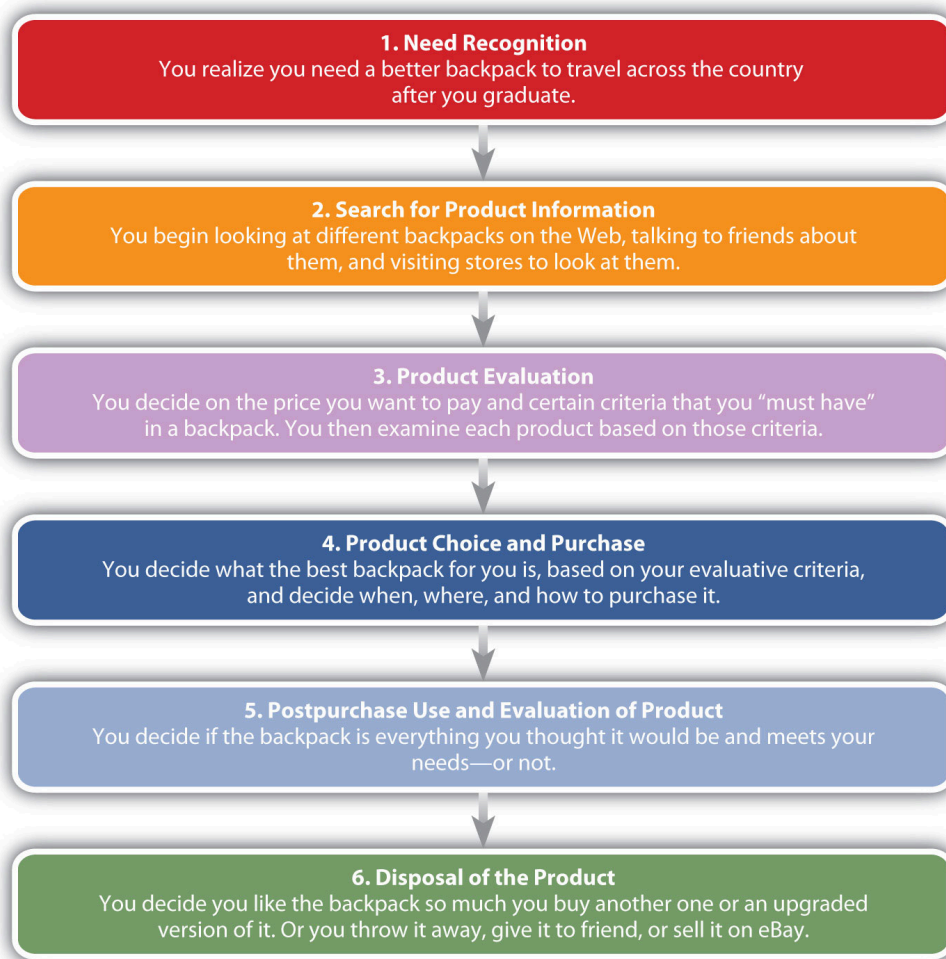 1. Need Recognition
You realize you need a better backpack to travel across the country
after you graduate.
2. Search for Product Information
You begin looking at different backpacks on the Web, talking to friends about
them, and visiting stores to look at them.
3. Product Evaluation
You decide on the price you want to pay and certain criteria that you “must have”
in a backpack. You then examine each product based on those criteria.
4. Product Choice and Purchase
You decide what the best backpack for you is, based on your evaluative criteria,
and decide when, where, and how to purchase it.
5. Postpurchase Use and Evaluation of Product
You decide if the backpack is everything you thought it would be and meets your
needs—or not.
6. Disposal of the Product
You decide you like the backpack so much you buy another one or an upgraded
version of it. Or you throw it away, give it to friend, or sell it on eBay.